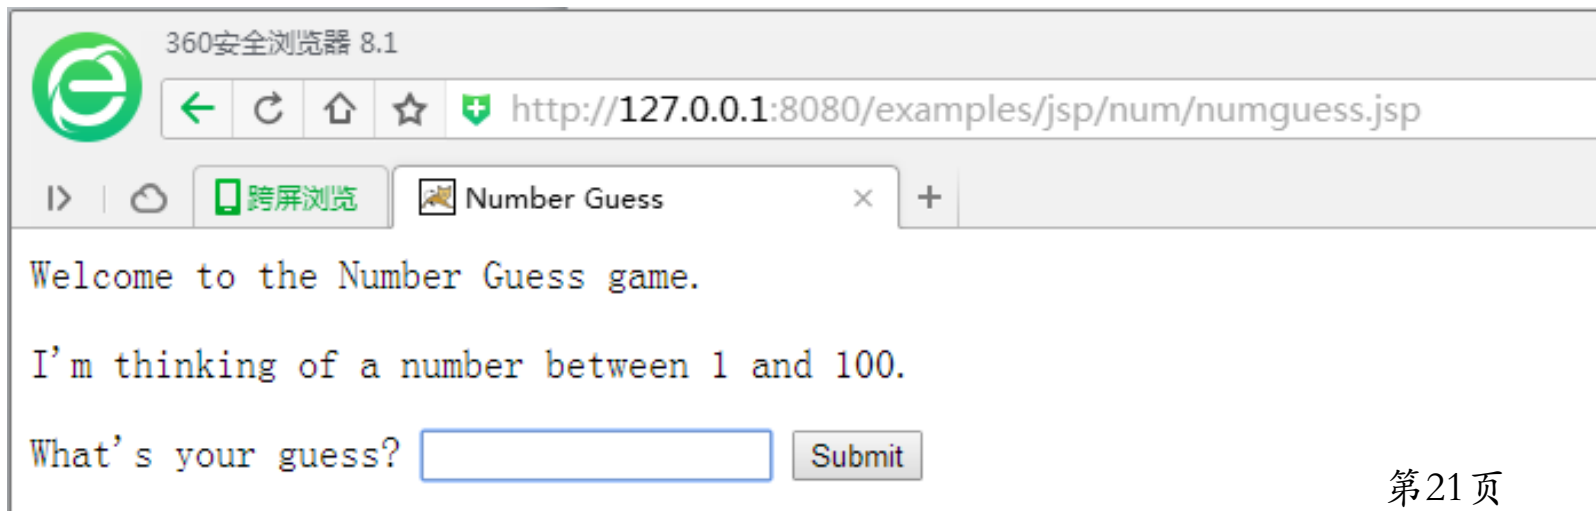 360安全浏览器 8.1
http://127.0.0.1:8080/examples/jsp/num/numguess.jsp
跨屏浏览 Number Guess
Welcome to the Number Guess game.
I'm thinking of a number between 1 and 100.
What's your guess? Submit
第21页